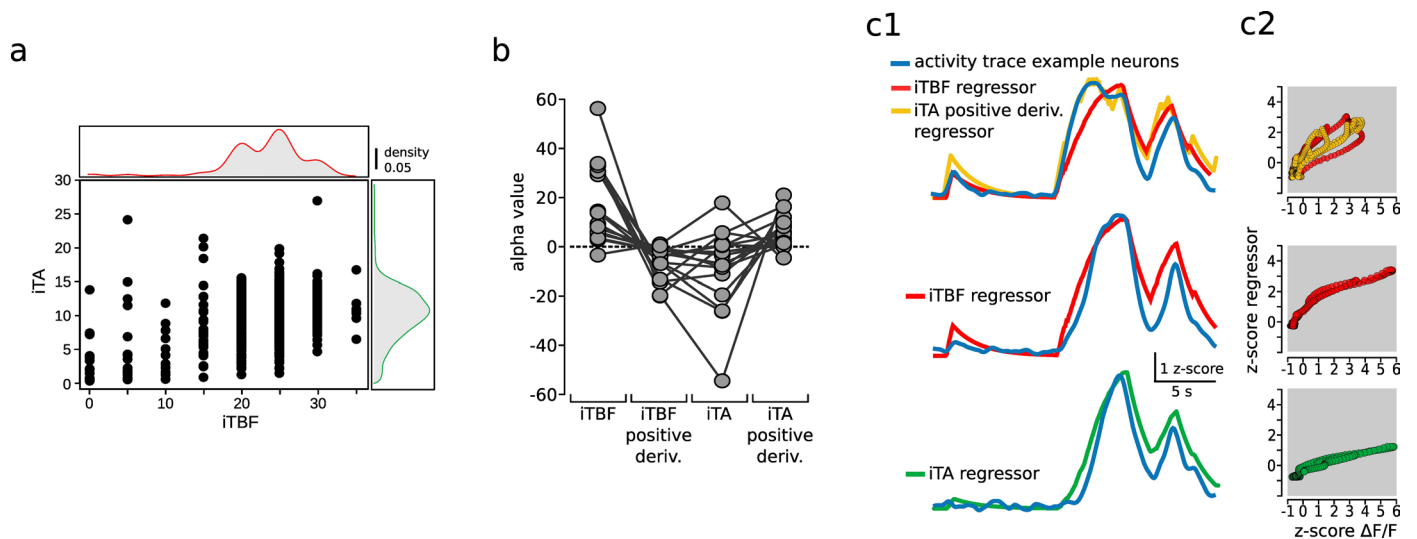 a
density
0.05
30
25
20
15
10
5
0
iTA
0
10
20
30
iTBF
b
60
40
20
0
-20
-40
-60
alpha value
iTBF
iTBF
positive
deriv.
iTA
iTA
positive
deriv.
c1
activity trace example neurons
iTBF regressor
iTA positive deriv.
regressor
iTBF regressor
1 z-score
5 s
iTA regressor
c2
4
2
0
-1 0 1 2 3 4 5 6
4
2
0
-1 0 1 2 3 4 5 6
4
2
0
-1 0 1 2 3 4 5 6
z-score regressor
z-score ΔF/F